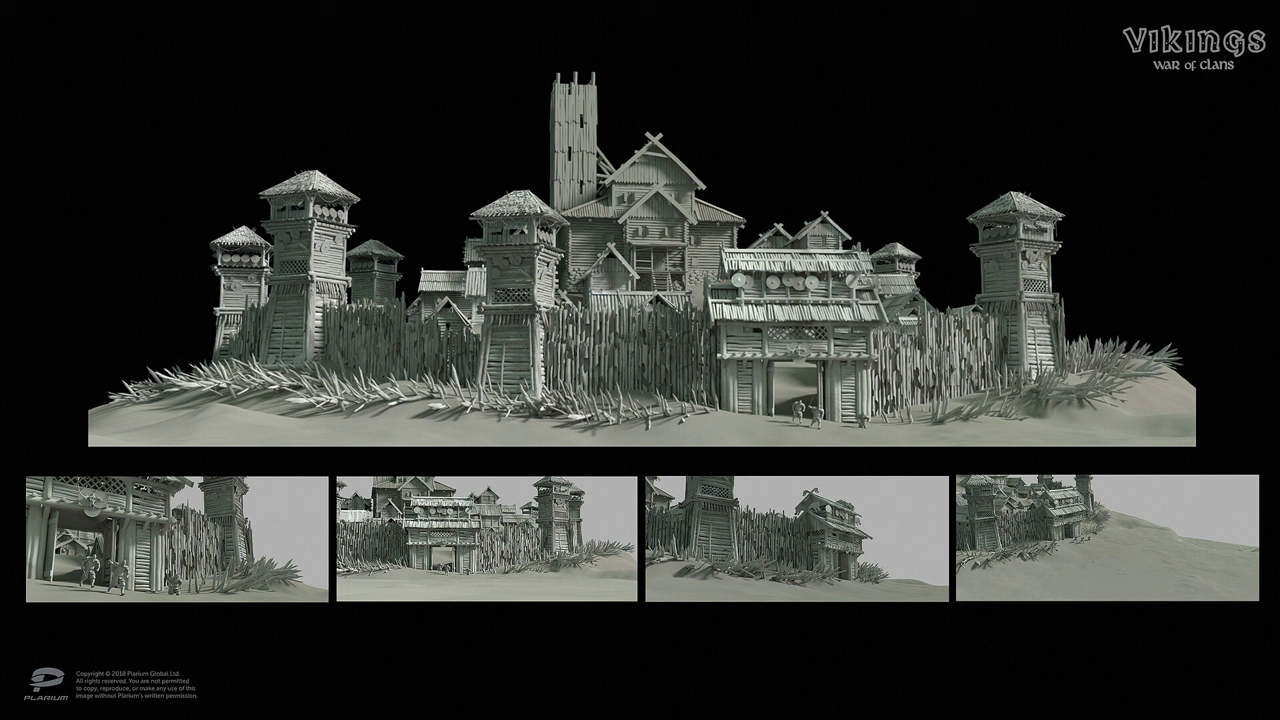 Vikings
WAR OF CLANS
PLARIUM
Copyright © 2018 Plarium Global Ltd.
All rights reserved. You are not permitted
to copy, reproduce, or make any use of this
image without Plarium's written permission.